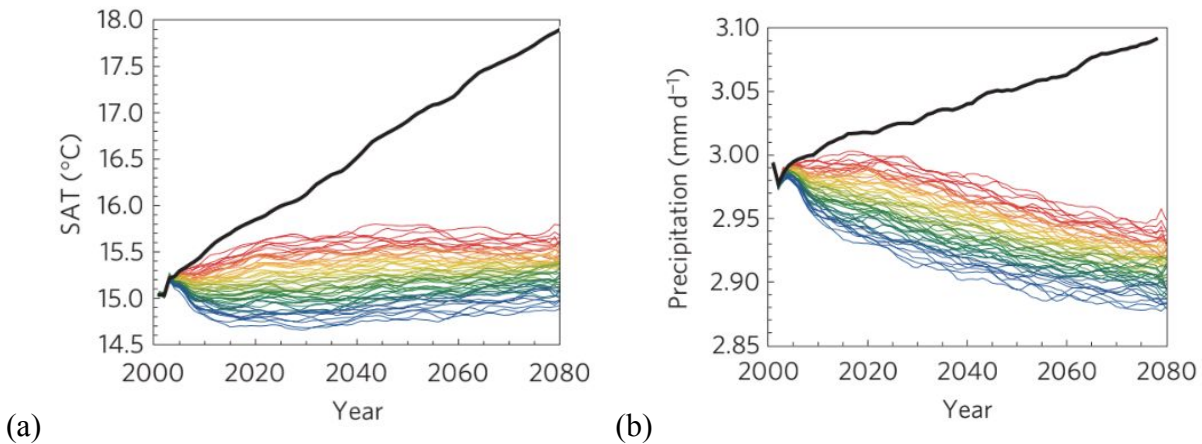 18.0
17.5
17.0
16.5
16.0
15.5
15.0
14.5
SAT (°C)
2000 2020 2040 2060 2080
Year
(a)
3.10
3.05
3.00
2.95
2.90
2.85
Precipitation (mm d⁻¹)
2000 2020 2040 2060 2080
Year
(b)